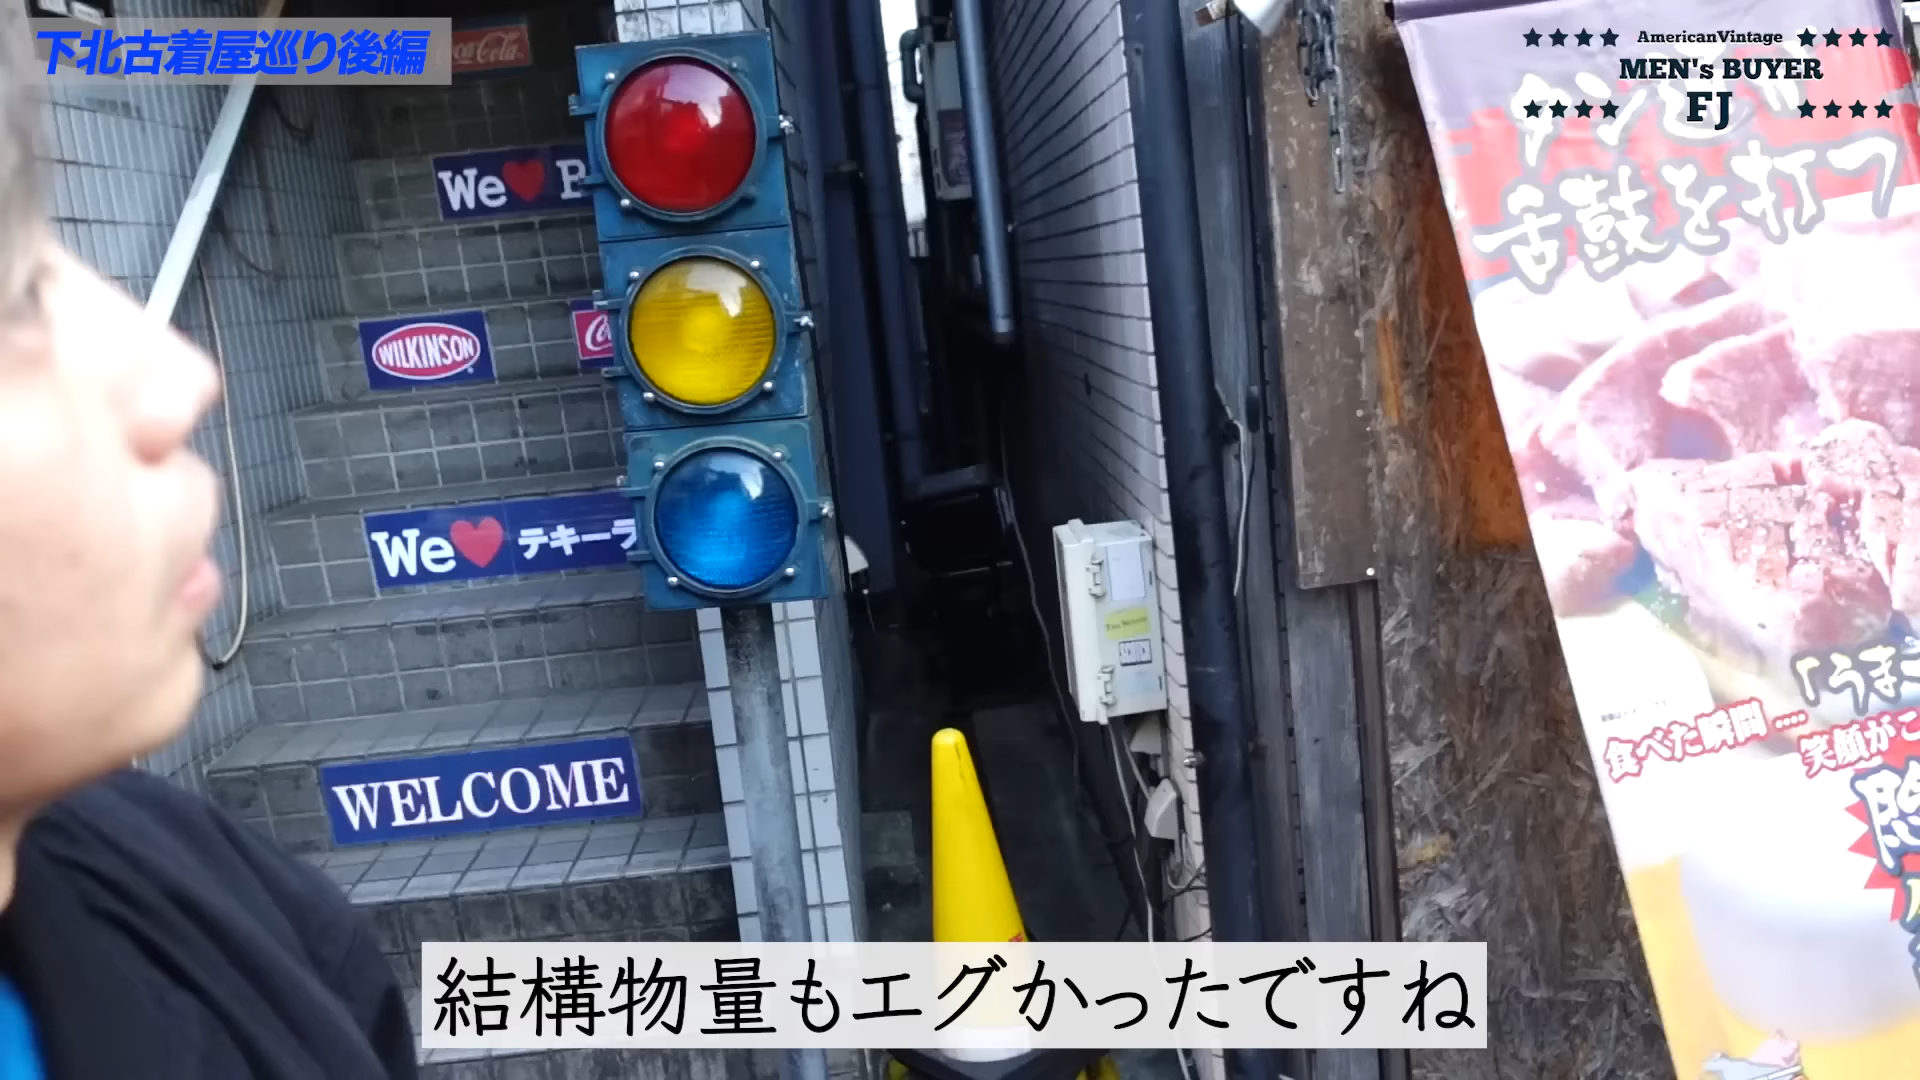 下北古着屋巡り後編
AmericanVintage
MEN's BUYER
FJ
Coca-Cola
We❤
WILKINSON
We❤テキーラ
WELCOME
舌鼓を打つ
「うま
食べた瞬間‥‥
笑顔がこ
結構物量もエグかったですね